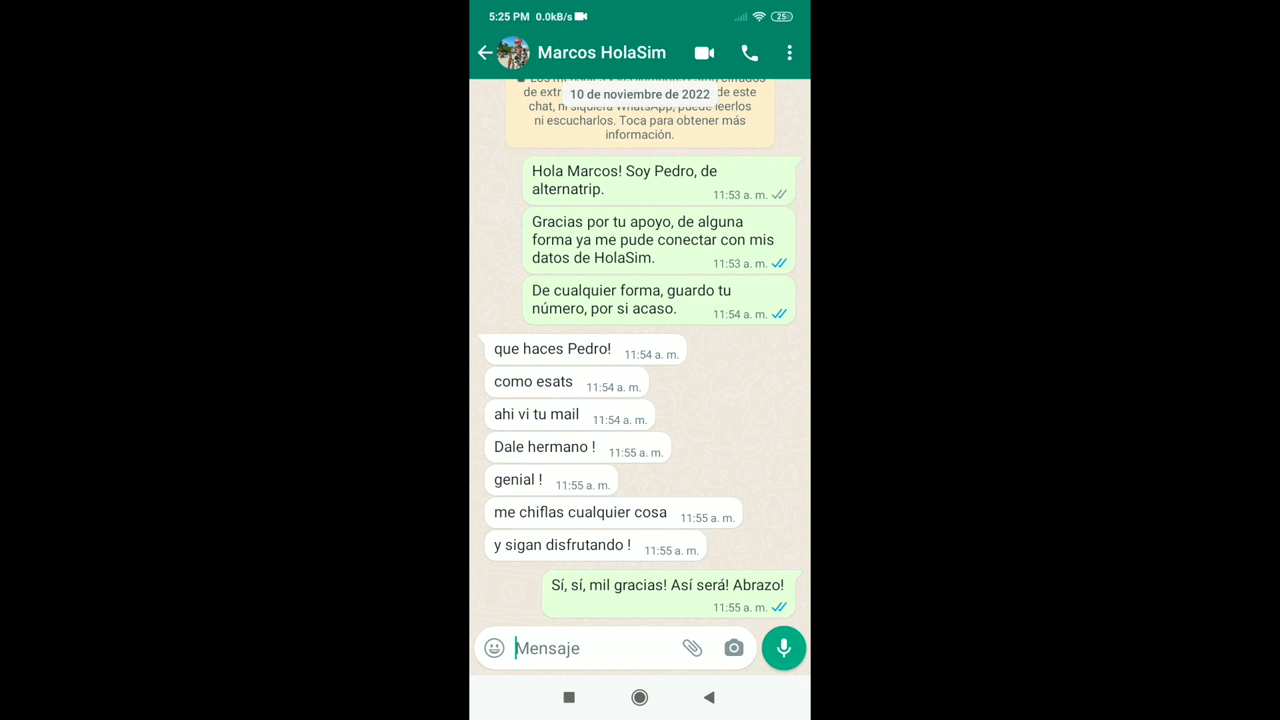 5:25 PM 0.0kB/s
25
Marcos HolaSim
10 de noviembre de 2022
de este
chat, ni siquiera WhatsApp, puede leerlos
ni escucharlos. Toca para obtener más
información.
Hola Marcos! Soy Pedro, de
alternatrip.
11:53 a. m.
Gracias por tu apoyo, de alguna
forma ya me pude conectar con mis
datos de HolaSim.
11:53 a. m.
De cualquier forma, guardo tu
número, por si acaso.
11:54 a. m.
que haces Pedro! 11:54 a. m.
como esats 11:54 a. m.
ahi vi tu mail 11:54 a. m.
Dale hermano ! 11:55 a. m.
genial ! 11:55 a. m.
me chiflas cualquier cosa 11:55 a. m.
y sigan disfrutando ! 11:55 a. m.
Sí, sí, mil gracias! Así será! Abrazo!
11:55 a. m.
Mensaje